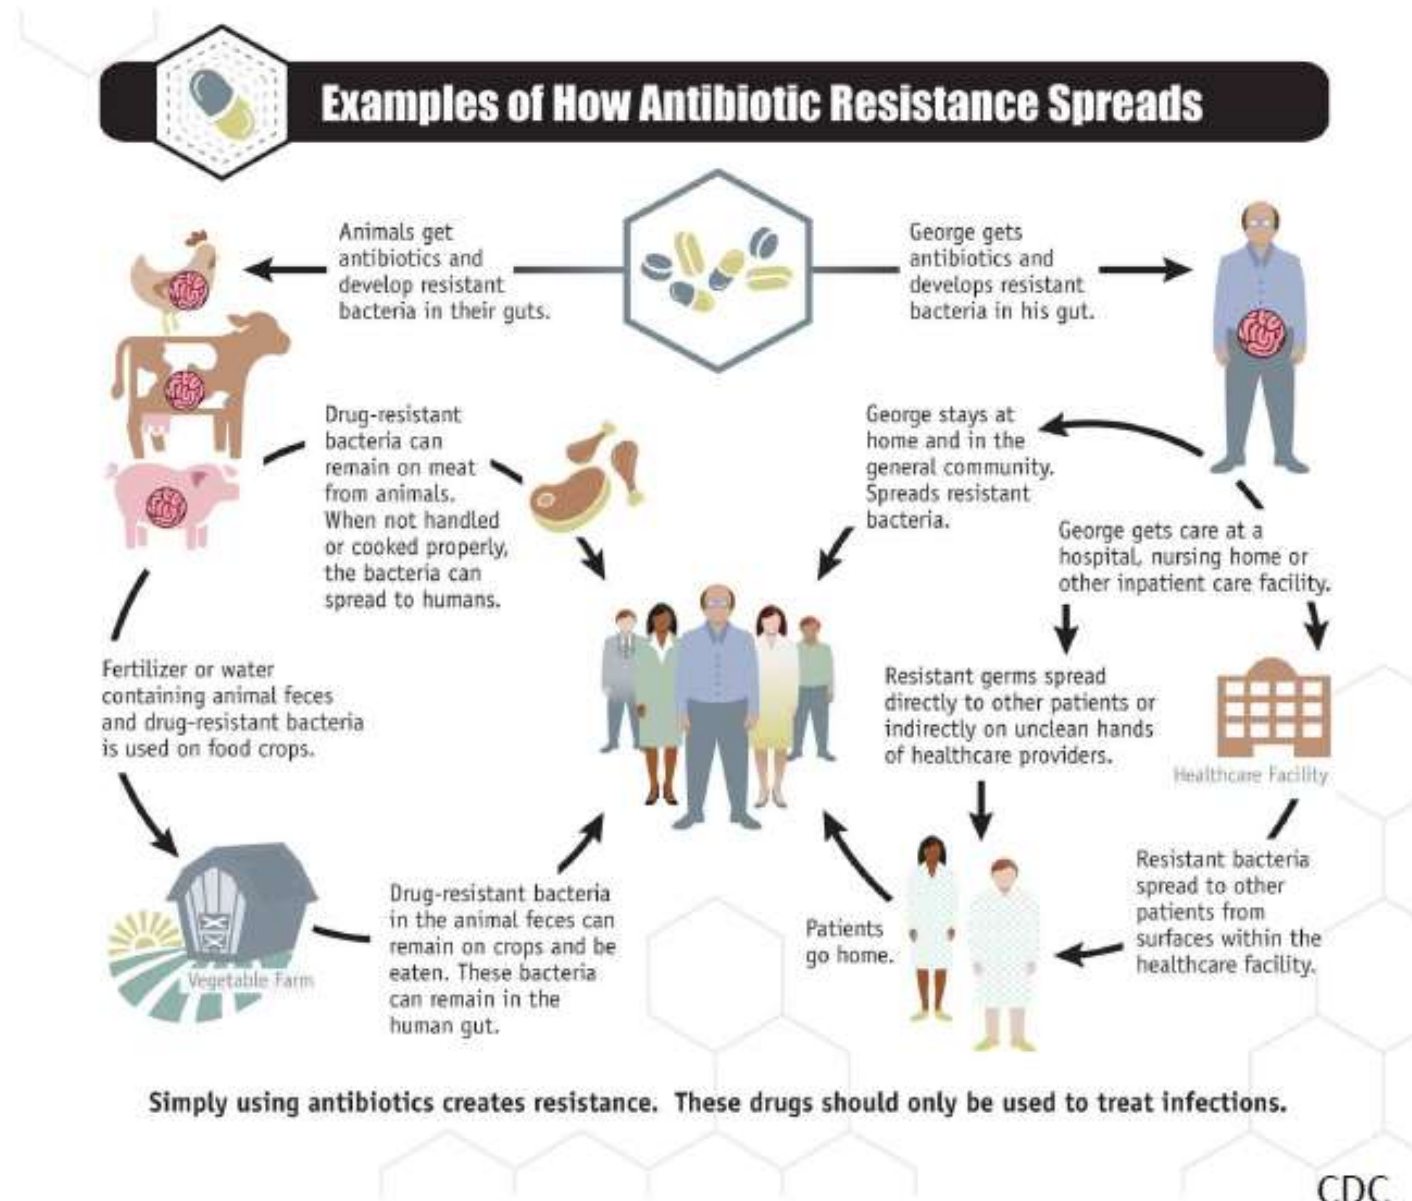 Examples of How Antibiotic Resistance Spreads
Animals get
antibiotics and
develop resistant
bacteria in their guts.
George gets
antibiotics and
develops resistant
bacteria in his gut.
Drug-resistant
bacteria can
remain on meat
from animals.
When not handled
or cooked properly,
the bacteria can
spread to humans.
George stays at
home and in the
general community.
Spreads resistant
bacteria.
George gets care at a
hospital, nursing home or
other inpatient care facility.
Fertilizer or water
containing animal feces
and drug-resistant bacteria
is used on food crops.
Resistant germs spread
directly to other patients or
indirectly on unclean hands
of healthcare providers.
Healthcare Facility
Vegetable Farm
Drug-resistant bacteria
in the animal feces can
remain on crops and be
eaten. These bacteria
can remain in the
human gut.
Patients
go home.
Resistant bacteria
spread to other
patients from
surfaces within the
healthcare facility.
Simply using antibiotics creates resistance. These drugs should only be used to treat infections.
CDC